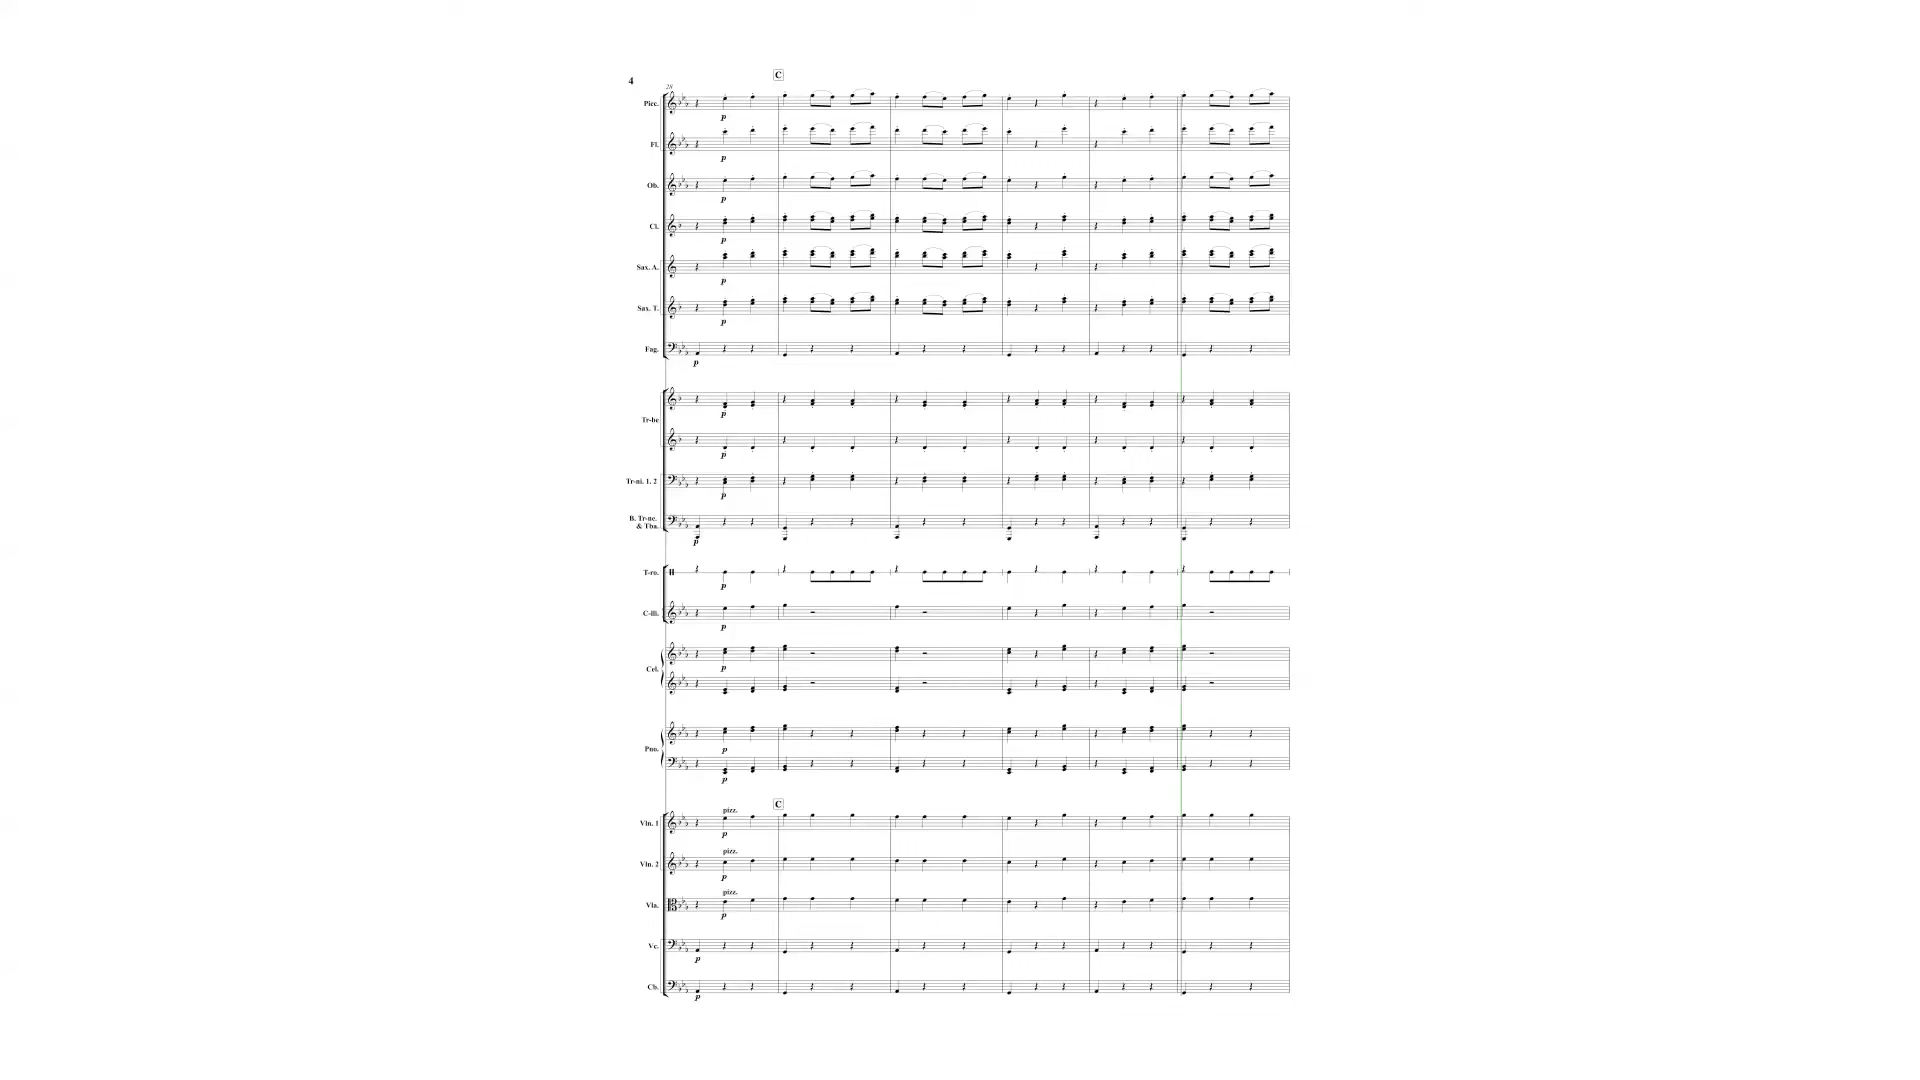 C
4
28
Picc.
p
Fl.
p
Ob.
p
Cl.
p
Sax. A.
p
Sax. T.
p
Fag.
p
p
Tr-be
p
Tr-ni. 1. 2
p
B. Tr-ne.
& Tba.
p
T-ro.
p
C-lli.
p
Cel.
p
Pno.
p
p
C
pizz.
Vln. 1
p
pizz.
Vln. 2
p
pizz.
Vla.
p
Vc.
p
Cb.
p